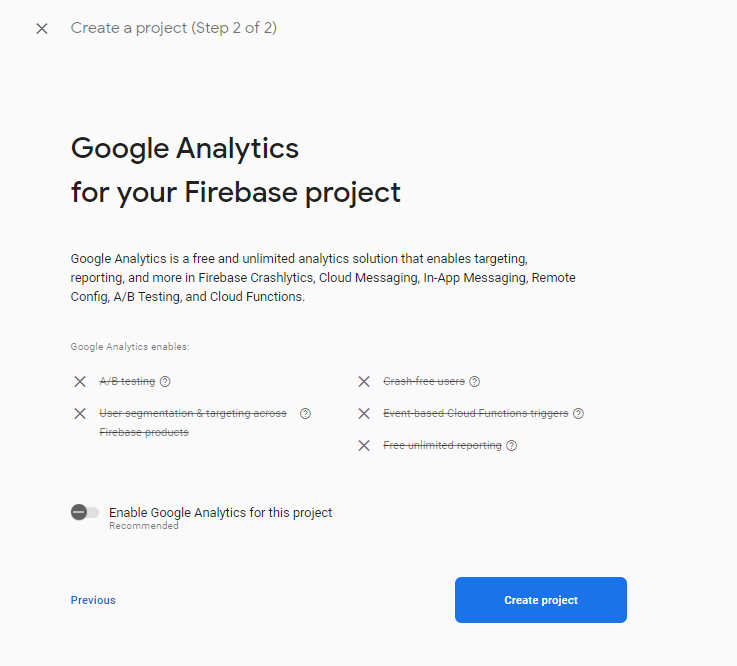 Create a project (Step 2 of 2)
Google Analytics
for your Firebase project
Google Analytics is a free and unlimited analytics solution that enables targeting,
reporting, and more in Firebase Crashlytics, Cloud Messaging, In-App Messaging, Remote
Config, A/B Testing, and Cloud Functions.
Google Analytics enables:
A/B testing
User segmentation & targeting across
Firebase products
Crash-free users
Event-based Cloud Functions triggers
Free unlimited reporting
Enable Google Analytics for this project
Recommended
Previous
Create project